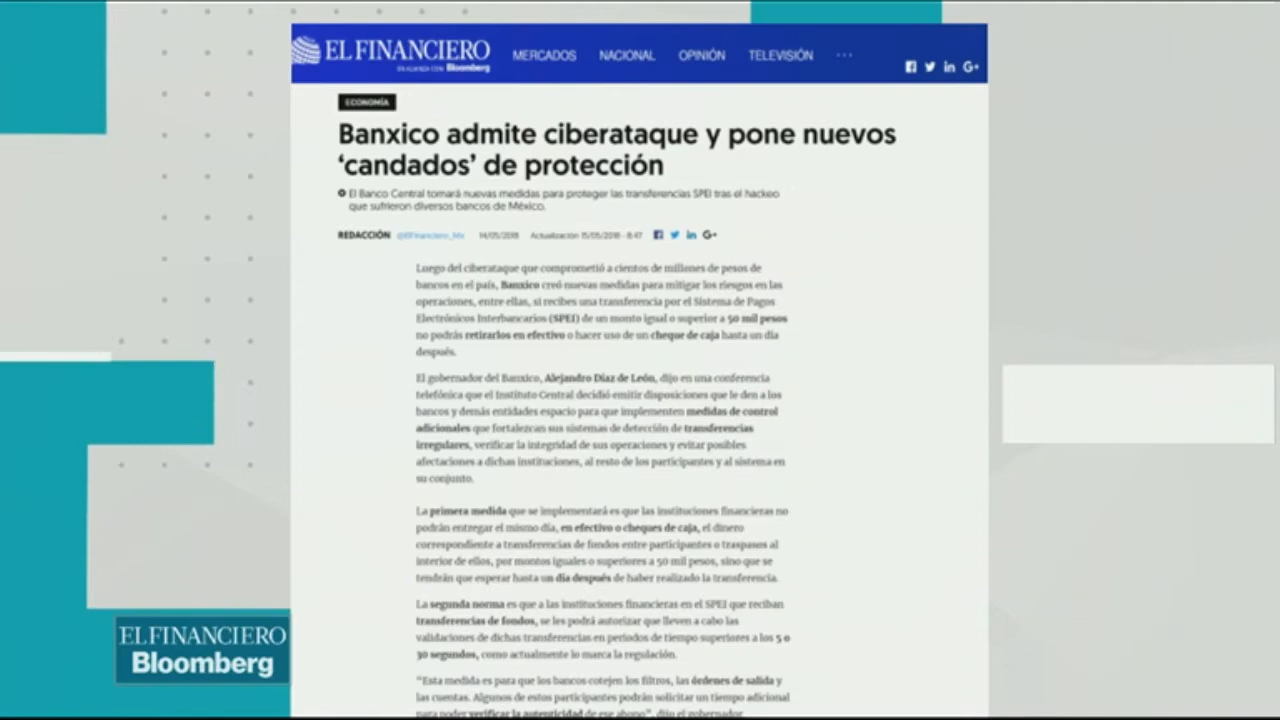 EL FINANCIERO
EN ALIANZA CON Bloomberg
MERCADOS NACIONAL OPINIÓN TELEVISIÓN ...
ECONOMÍA
Banxico admite ciberataque y pone nuevos
‘candados’ de protección
El Banco Central tomará nuevas medidas para proteger las transferencias SPEI tras el hackeo
que sufrieron diversos bancos de México.
REDACCIÓN @ElFinanciero_Mx 14/05/2018 Actualización 15/05/2018 - 8:47
Luego del ciberataque que comprometió a cientos de millones de pesos de
bancos en el país, Banxico creó nuevas medidas para mitigar los riesgos en las
operaciones, entre ellas, si recibes una transferencia por el Sistema de Pagos
Electrónicos Interbancarios (SPEI) de un monto igual o superior a 50 mil pesos
no podrás retirarlos en efectivo o hacer uso de un cheque de caja hasta un día
después.
El gobernador del Banxico, Alejandro Díaz de León, dijo en una conferencia
telefónica que el Instituto Central decidió emitir disposiciones que le den a los
bancos y demás entidades espacio para que implementen medidas de control
adicionales que fortalezcan sus sistemas de detección de transferencias
irregulares, verificar la integridad de sus operaciones y evitar posibles
afectaciones a dichas instituciones, al resto de los participantes y al sistema en
su conjunto.
La primera medida que se implementará es que las instituciones financieras no
podrán entregar el mismo día, en efectivo o cheques de caja, el dinero
correspondiente a transferencias de fondos entre participantes o traspasos al
interior de ellos, por montos iguales o superiores a 50 mil pesos, sino que se
tendrán que esperar hasta un día después de haber realizado la transferencia.
La segunda norma es que a las instituciones financieras en el SPEI que reciban
transferencias de fondos, se les podrá autorizar que lleven a cabo las
validaciones de dichas transferencias en periodos de tiempo superiores a los 5 o
30 segundos, como actualmente lo marca la regulación.
“Esta medida es para que los bancos cotejen los filtros, las órdenes de salida y
las cuentas. Algunos de estos participantes podrán solicitar un tiempo adicional
para poder verificar la autenticidad de ese abono”, dijo el gobernador.
EL FINANCIERO
Bloomberg